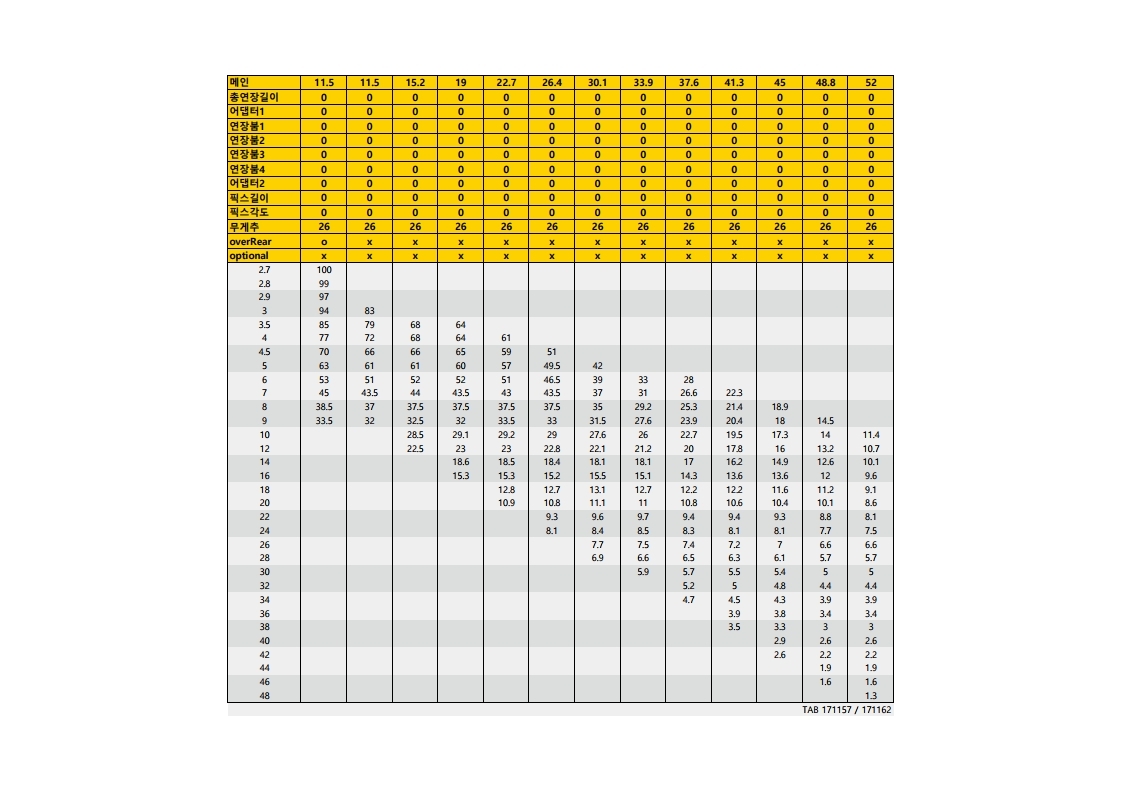 메인 11.5 11.5 15.2 19 22.7 26.4 30.1 33.9 37.6 41.3 45 48.8 52
총연장길이 0 0 0 0 0 0 0 0 0 0 0 0 0
어댑터1 0 0 0 0 0 0 0 0 0 0 0 0 0
연장붐1 0 0 0 0 0 0 0 0 0 0 0 0 0
연장붐2 0 0 0 0 0 0 0 0 0 0 0 0 0
연장붐3 0 0 0 0 0 0 0 0 0 0 0 0 0
연장붐4 0 0 0 0 0 0 0 0 0 0 0 0 0
어댑터2 0 0 0 0 0 0 0 0 0 0 0 0 0
픽스길이 0 0 0 0 0 0 0 0 0 0 0 0 0
픽스각도 0 0 0 0 0 0 0 0 0 0 0 0 0
무게추 26 26 26 26 26 26 26 26 26 26 26 26 26
overRear o x x x x x x x x x x x x
optional x x x x x x x x x x x x x
2.7 100
2.8 99
2.9 97
3 94 83
3.5 85 79 68 64
4 77 72 68 64 61
4.5 70 66 66 65 59 51
5 63 61 61 60 57 49.5 42
6 53 51 52 52 51 46.5 39 33 28
7 45 43.5 44 43.5 43 43.5 37 31 26.6 22.3
8 38.5 37 37.5 37.5 37.5 37.5 35 29.2 25.3 21.4 18.9
9 33.5 32 32.5 32 33.5 33 31.5 27.6 23.9 20.4 18 14.5
10 28.5 29.1 29.2 29 27.6 26 22.7 19.5 17.3 14 11.4
12 22.5 23 23 22.8 22.1 21.2 20 17.8 16 13.2 10.7
14 18.6 18.5 18.4 18.1 18.1 17 16.2 14.9 12.6 10.1
16 15.3 15.3 15.2 15.5 15.1 14.3 13.6 13.6 12 9.6
18 12.8 12.7 13.1 12.7 12.2 12.2 11.6 11.2 9.1
20 10.9 10.8 11.1 11 10.8 10.6 10.4 10.1 8.6
22 9.3 9.6 9.7 9.4 9.4 9.3 8.8 8.1
24 8.1 8.4 8.5 8.3 8.1 8.1 7.7 7.5
26 7.7 7.5 7.4 7.2 7 6.6 6.6
28 6.9 6.6 6.5 6.3 6.1 5.7 5.7
30 5.9 5.7 5.5 5.4 5 5
32 5.2 5 4.8 4.4 4.4
34 4.7 4.5 4.3 3.9 3.9
36 3.9 3.8 3.4 3.4
38 3.5 3.3 3 3
40 2.9 2.6 2.6
42 2.6 2.2 2.2
44 1.9 1.9
46 1.6 1.6
48 1.3
TAB 171157 / 171162